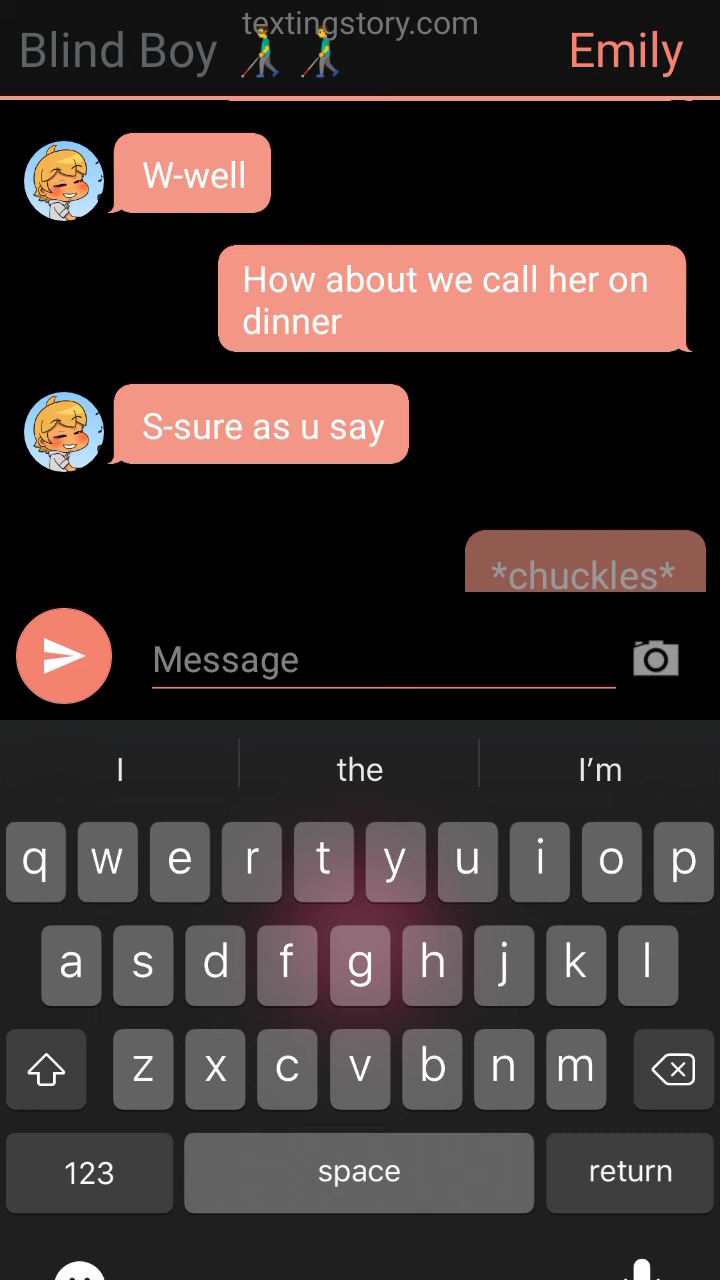 textingstory.com
Blind Boy 👨‍🦯👨‍🦯 Emily
W-well
How about we call her on
dinner
S-sure as u say
*chuckles*
Message
I the I’m
q w e r t y u i o p
a s d f g h j k l
z x c v b n m
123 space return